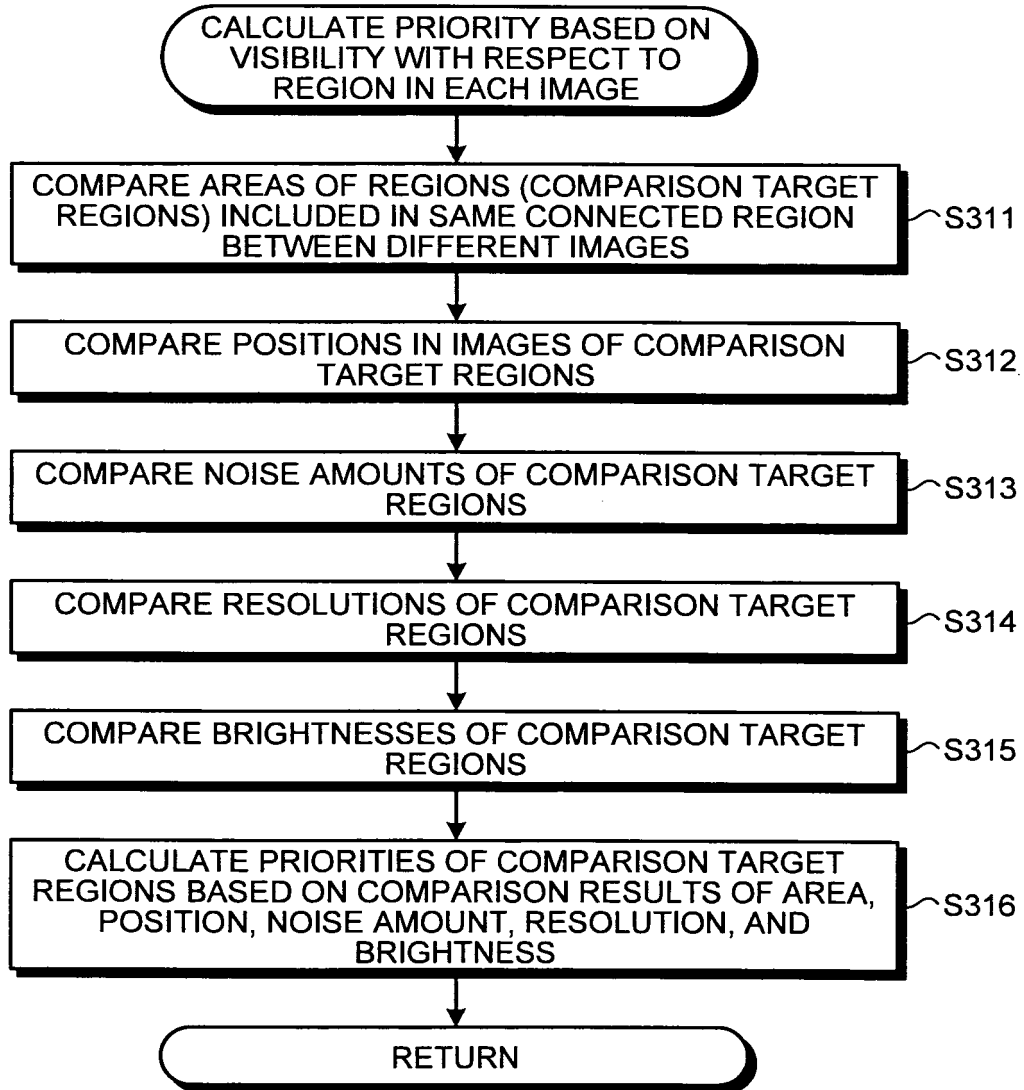 CALCULATE PRIORITY BASED ON
VISIBILITY WITH RESPECT TO
REGION IN EACH IMAGE
COMPARE AREAS OF REGIONS (COMPARISON TARGET
REGIONS) INCLUDED IN SAME CONNECTED REGION
BETWEEN DIFFERENT IMAGES
S311
COMPARE POSITIONS IN IMAGES OF COMPARISON
TARGET REGIONS
S312
COMPARE NOISE AMOUNTS OF COMPARISON TARGET
REGIONS
S313
COMPARE RESOLUTIONS OF COMPARISON TARGET
REGIONS
S314
COMPARE BRIGHTNESSES OF COMPARISON TARGET
REGIONS
S315
CALCULATE PRIORITIES OF COMPARISON TARGET
REGIONS BASED ON COMPARISON RESULTS OF AREA,
POSITION, NOISE AMOUNT, RESOLUTION, AND
BRIGHTNESS
S316
RETURN